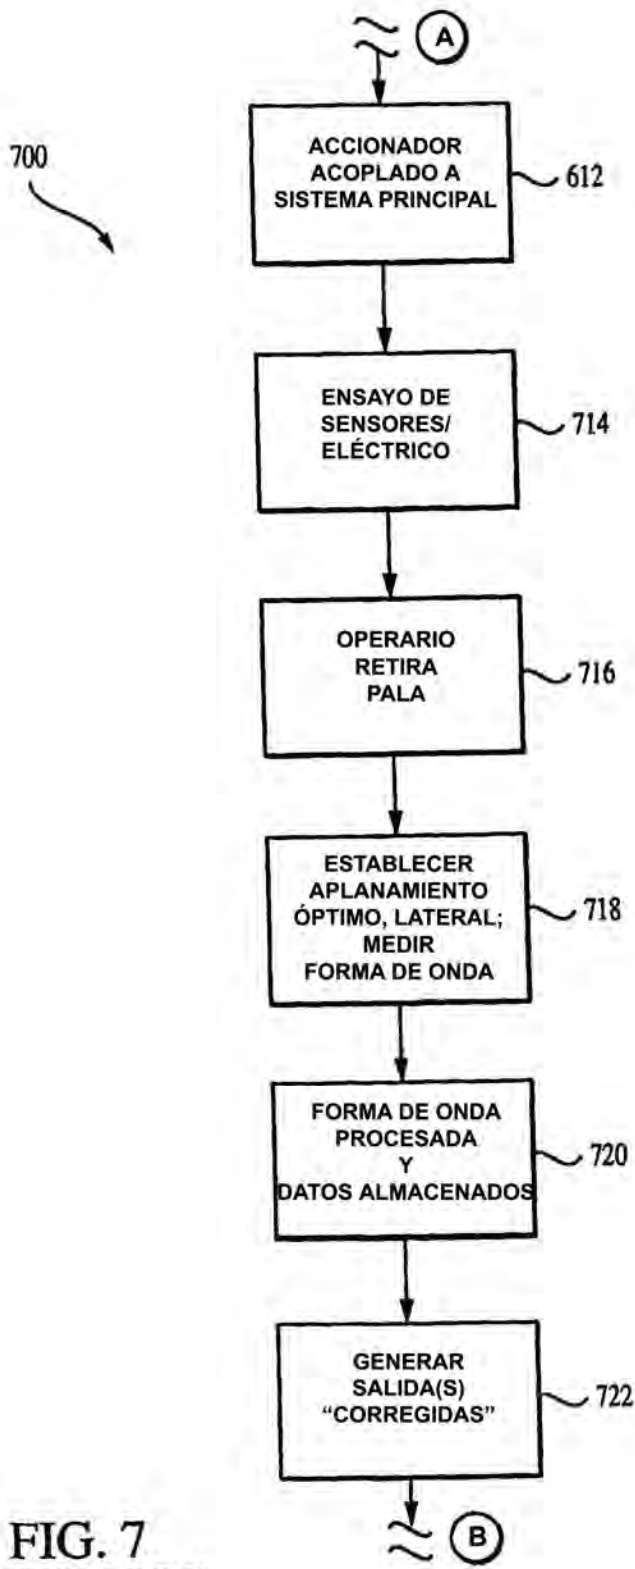 A
700
ACCIONADOR
ACOPLADO A
SISTEMA PRINCIPAL
612
ENSAYO DE
SENSORES/
ELÉCTRICO
714
OPERARIO
RETIRA
PALA
716
ESTABLECER
APLANAMIENTO
ÓPTIMO, LATERAL;
MEDIR
FORMA DE ONDA
718
FORMA DE ONDA
PROCESADA
Y
DATOS ALMACENADOS
720
GENERAR
SALIDA(S)
“CORREGIDAS”
722
B
FIG. 7